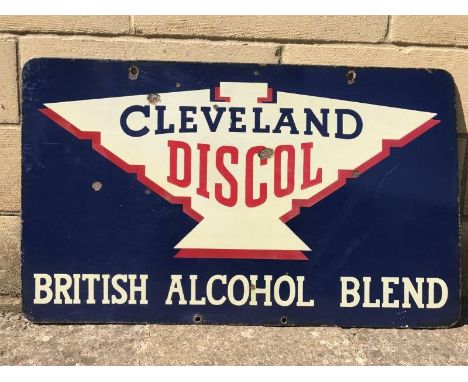 CLEVELAND
DISCOL
BRITISH ALCOHOL BLEND